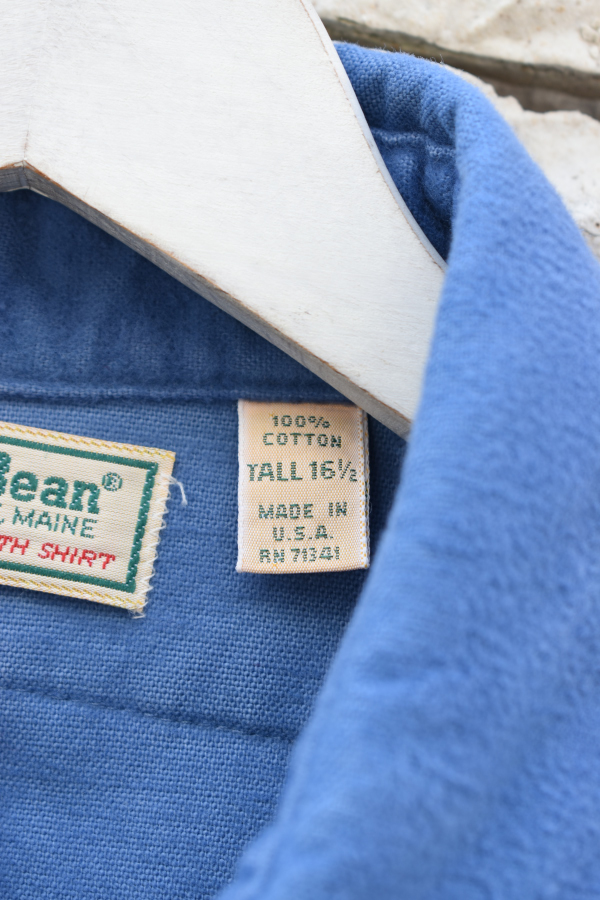 Bean®
MAINE
TH SHIRT
100%
COTTON
TALL 16½
MADE IN
U.S.A.
RN 71341